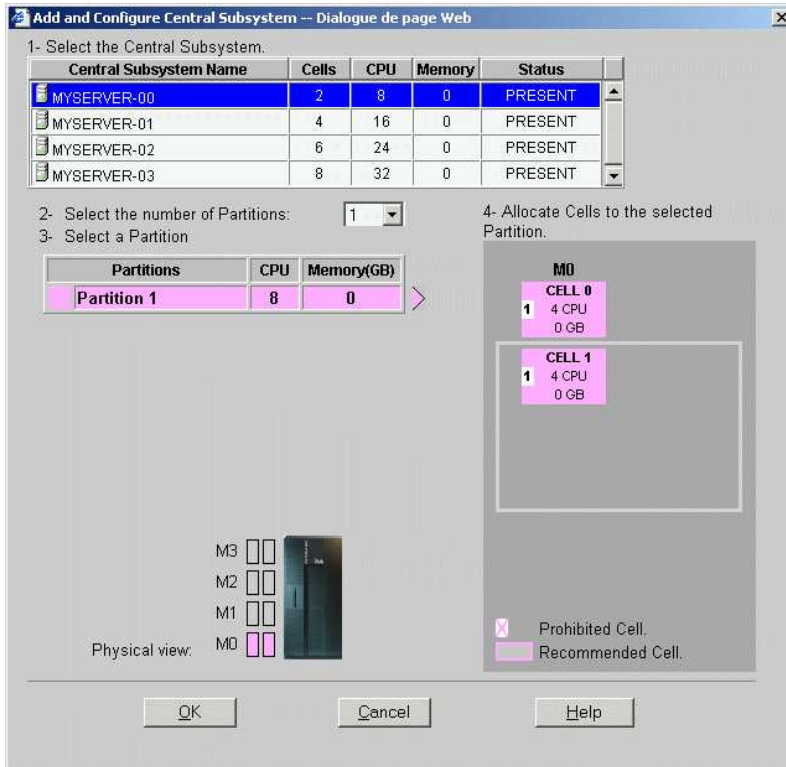 Add and Configure Central Subsystem -- Dialogue de page Web
1- Select the Central Subsystem.
Central Subsystem Name Cells CPU Memory Status
MYSERVER-00 2 8 0 PRESENT
MYSERVER-01 4 16 0 PRESENT
MYSERVER-02 6 24 0 PRESENT
MYSERVER-03 8 32 0 PRESENT
2- Select the number of Partitions: 1
3- Select a Partition
Partitions CPU Memory(GB)
Partition 1 8 0
4- Allocate Cells to the selected
Partition.
M0
CELL 0
1 4 CPU
0 GB
CELL 1
1 4 CPU
0 GB
M3
M2
M1
Physical view: M0
Prohibited Cell.
Recommended Cell.
OK Cancel Help